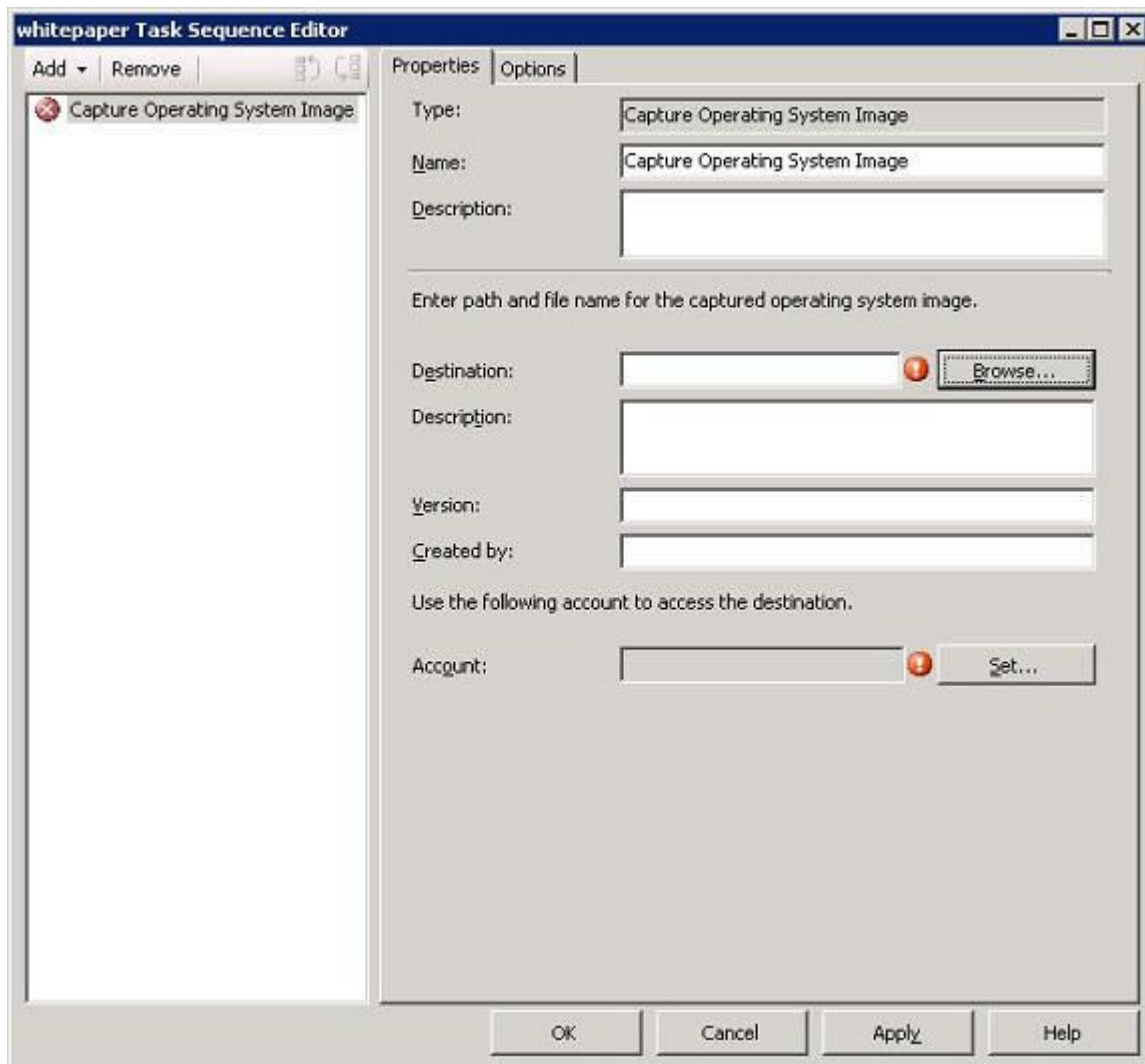 whitepaper Task Sequence Editor
Add Remove
Capture Operating System Image
Properties Options
Type: Capture Operating System Image
Name: Capture Operating System Image
Description:
Enter path and file name for the captured operating system image.
Destination: Browse...
Description:
Version:
Created by:
Use the following account to access the destination.
Account: Set...
OK Cancel Apply Help